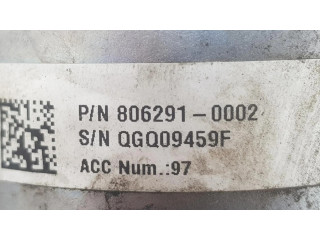 P/N 806291-0002
S/N QGQ09459F
ACC Num.:97